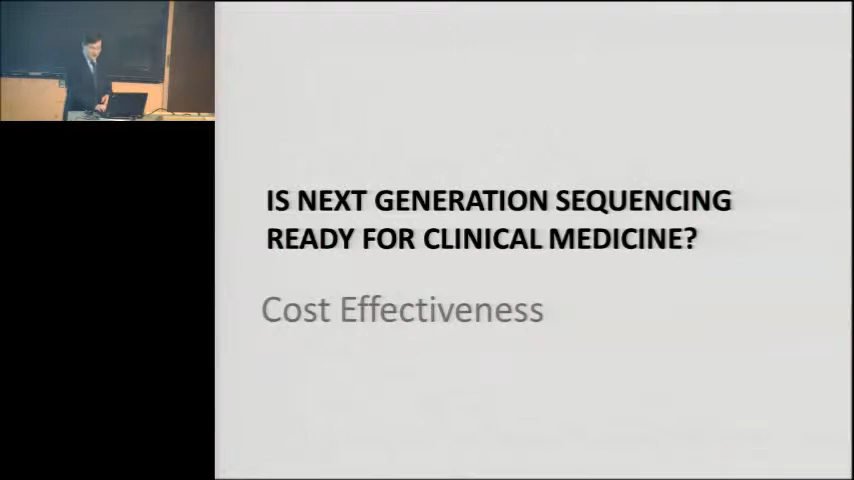 IS NEXT GENERATION SEQUENCING
READY FOR CLINICAL MEDICINE?
Cost Effectiveness